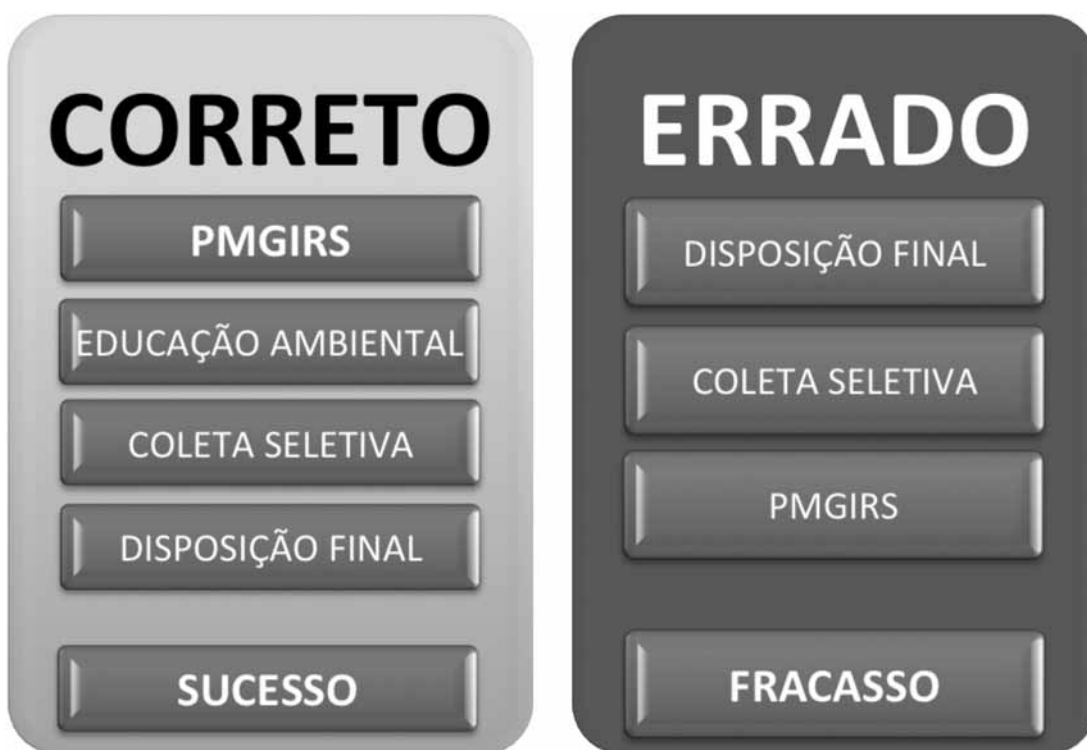 CORRETO
PMGIRS
EDUCAÇÃO AMBIENTAL
COLETA SELETIVA
DISPOSIÇÃO FINAL
SUCESSO
ERRADO
DISPOSIÇÃO FINAL
COLETA SELETIVA
PMGIRS
FRACASSO